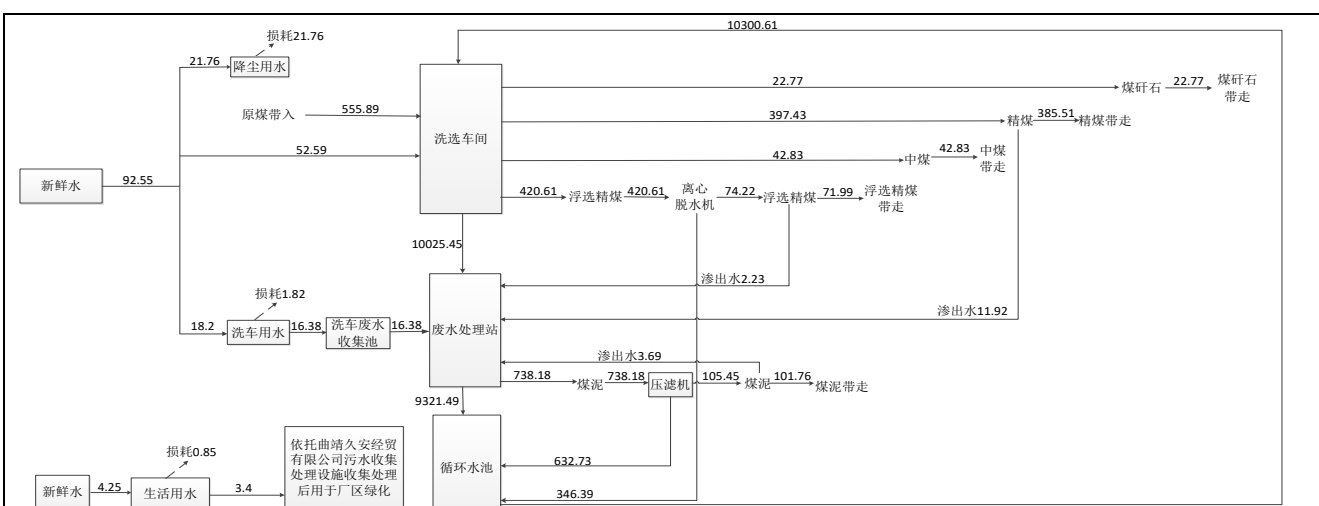 10300.61
损耗21.76
21.76
降尘用水
22.77
煤矸石
22.77
煤矸石
带走
原煤带入
555.89
洗选车间
397.43
精煤
385.51
精煤带走
52.59
42.83
中煤
42.83
中煤
带走
新鲜水
92.55
420.61
浮选精煤
420.61
离心
脱水机
74.22
浮选精煤
71.99
浮选精煤
带走
10025.45
渗出水2.23
损耗1.82
渗出水11.92
18.2
洗车用水
16.38
洗车废水
收集池
16.38
废水处理站
渗出水3.69
738.18
煤泥
738.18
压滤机
105.45
煤泥
101.76
煤泥带走
9321.49
损耗0.85
依托曲靖久安经贸
有限公司污水收集
处理设施收集处理
后用于厂区绿化
循环水池
632.73
新鲜水
4.25
生活用水
3.4
346.39